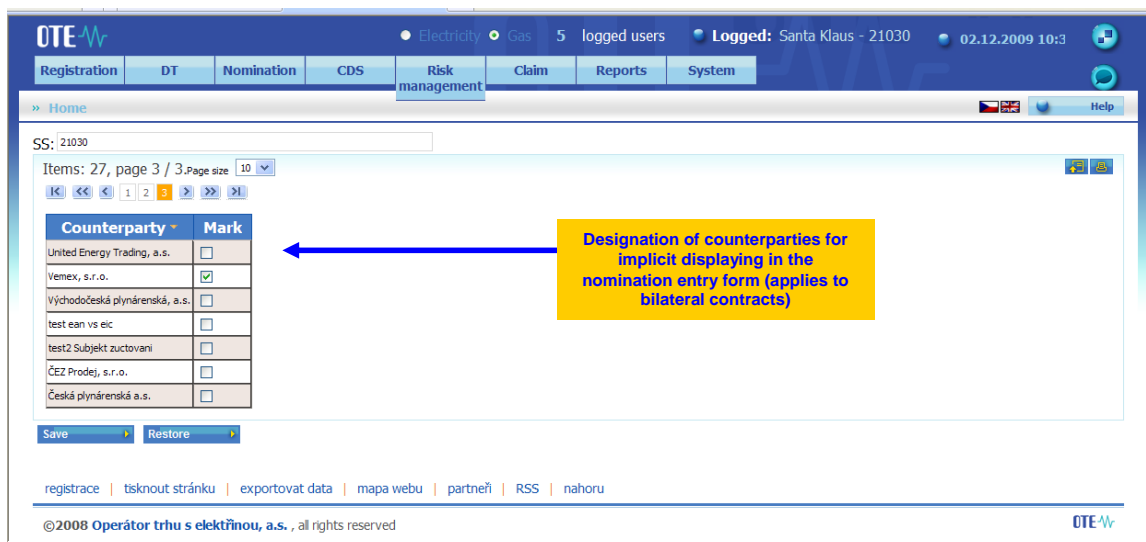 OTE
Electricity Gas 5 logged users Logged: Santa Klaus - 21030 02.12.2009 10:3
Registration DT Nomination CDS Risk management Claim Reports System
» Home
Help
SS: 21030
Items: 27, page 3 / 3. Page size 10
1 2 3
Counterparty Mark
United Energy Trading, a.s.
Vemex, s.r.o.
Východočeská plynárenská, a.s.
test ean vs eic
test2 Subjekt zuctovani
ČEZ Prodej, s.r.o.
Česká plynárenská a.s.
Designation of counterparties for
implicit displaying in the
nomination entry form (applies to
bilateral contracts)
Save Restore
registrace | tisknout stránku | exportovat data | mapa webu | partneři | RSS | nahoru
©2008 Operátor trhu s elektřinou, a.s. , all rights reserved
OTE